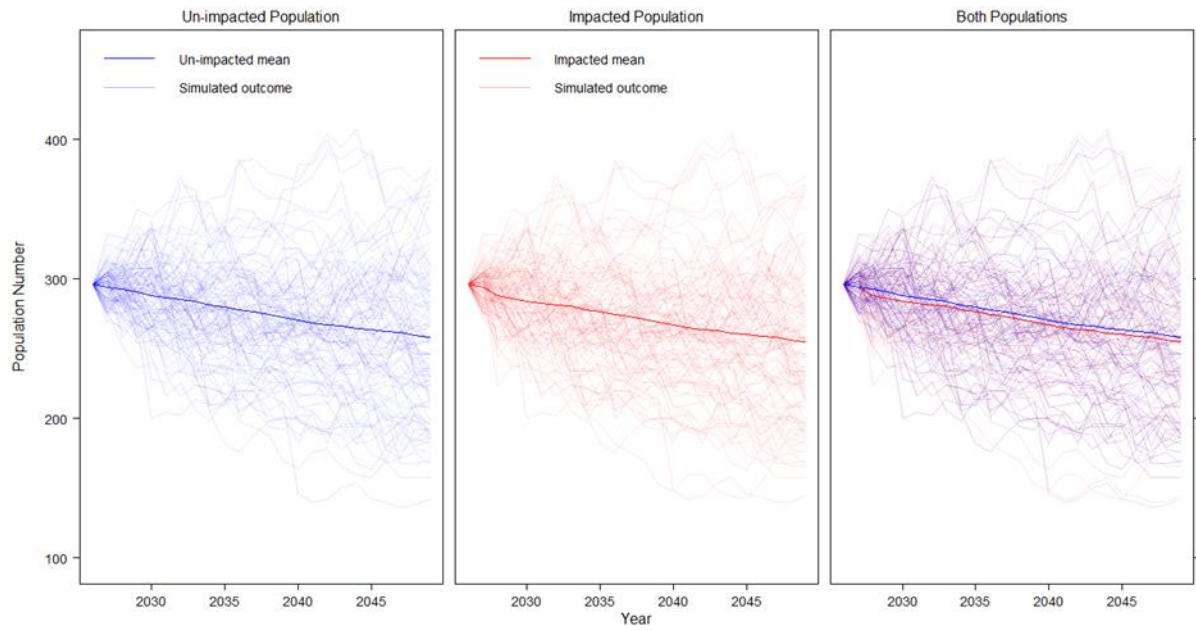 Un-impacted Population
Impacted Population
Both Populations
Un-impacted mean
Simulated outcome
Impacted mean
Simulated outcome
Population Number
400
300
200
100
2030 2035 2040 2045
2030 2035 2040 2045
2030 2035 2040 2045
Year